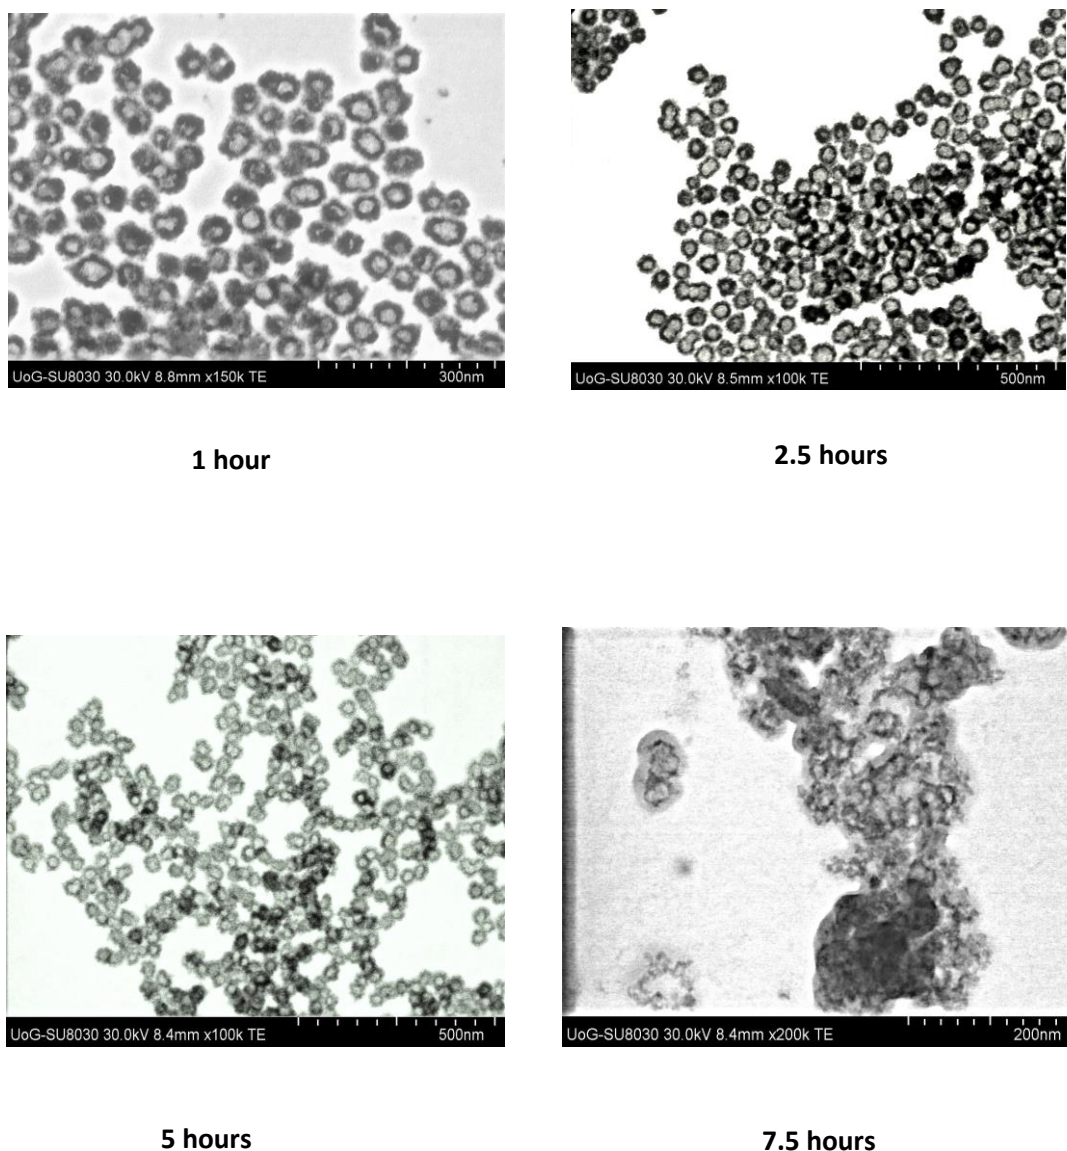 UoG-SU8030 30.0kV 8.8mm x150k TE 300nm
UoG-SU8030 30.0kV 8.5mm x100k TE 500nm
1 hour
2.5 hours
UoG-SU8030 30.0kV 8.4mm x100k TE 500nm
UoG-SU8030 30.0kV 8.4mm x200k TE 200nm
5 hours
7.5 hours